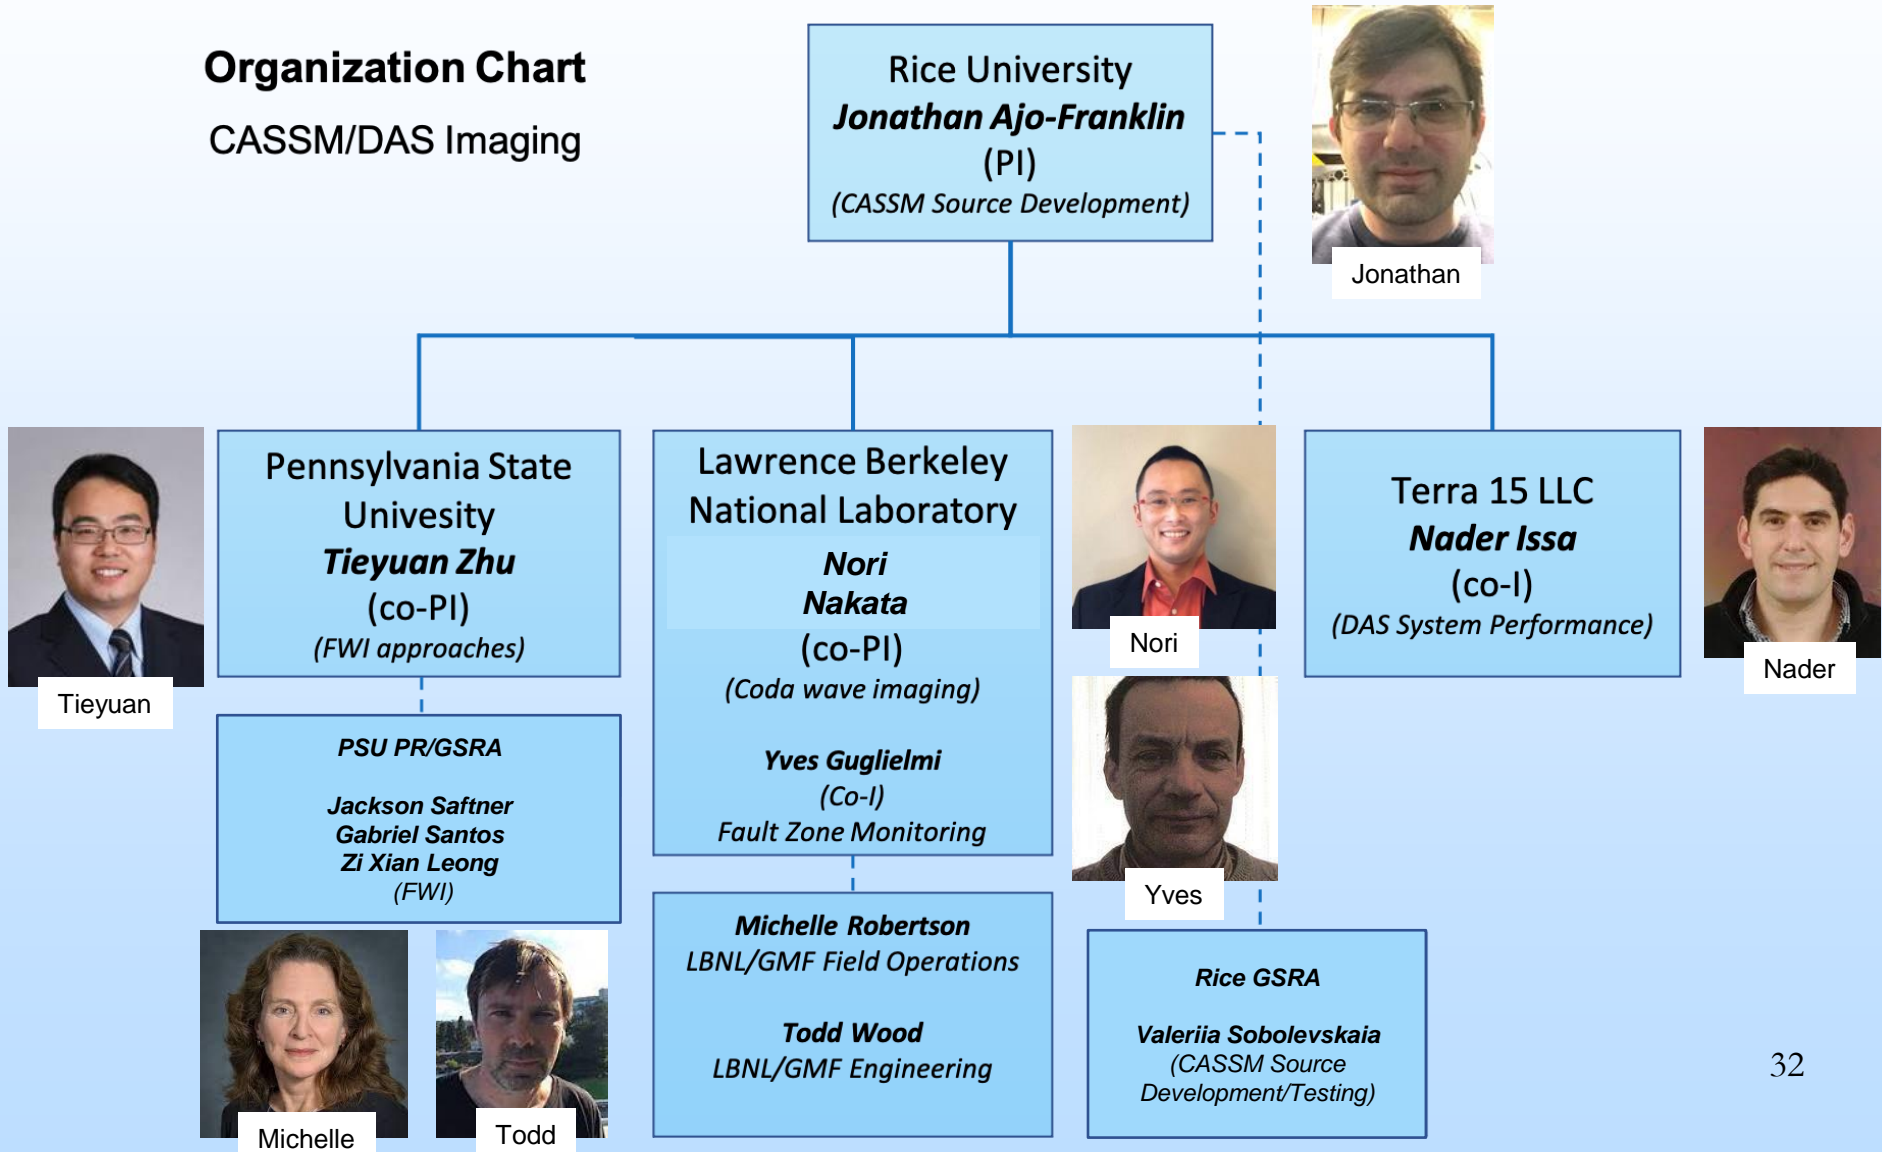 Organization Chart
CASSM/DAS Imaging
Rice University
Jonathan Ajo-Franklin
(PI)
(CASSM Source Development)
Jonathan
Tieyuan
Pennsylvania State
Univesity
Tieyuan Zhu
(co-PI)
(FWI approaches)
Lawrence Berkeley
National Laboratory
Nori
Nakata
(co-PI)
(Coda wave imaging)
Yves Guglielmi
(Co-I)
Fault Zone Monitoring
Nori
Yves
Terra 15 LLC
Nader Issa
(co-I)
(DAS System Performance)
Nader
PSU PR/GSRA
Jackson Saftner
Gabriel Santos
Zi Xian Leong
(FWI)
Michelle
Todd
Michelle Robertson
LBNL/GMF Field Operations
Todd Wood
LBNL/GMF Engineering
Rice GSRA
Valeriia Sobolevskaia
(CASSM Source
Development/Testing)
32